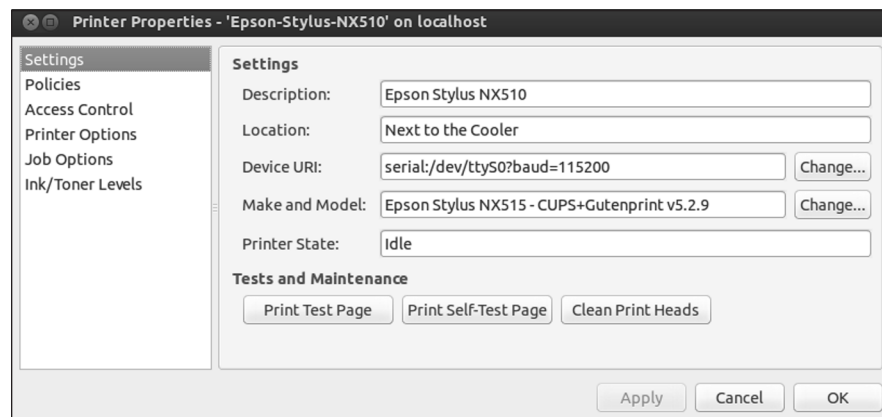 Printer Properties - 'Epson-Stylus-NX510' on localhost
Settings
Policies
Access Control
Printer Options
Job Options
Ink/Toner Levels
Settings
Description: Epson Stylus NX510
Location: Next to the Cooler
Device URI: serial:/dev/ttyS0?baud=115200 Change...
Make and Model: Epson Stylus NX515 - CUPS+Gutenprint v5.2.9 Change...
Printer State: Idle
Tests and Maintenance
Print Test Page Print Self-Test Page Clean Print Heads
Apply Cancel OK